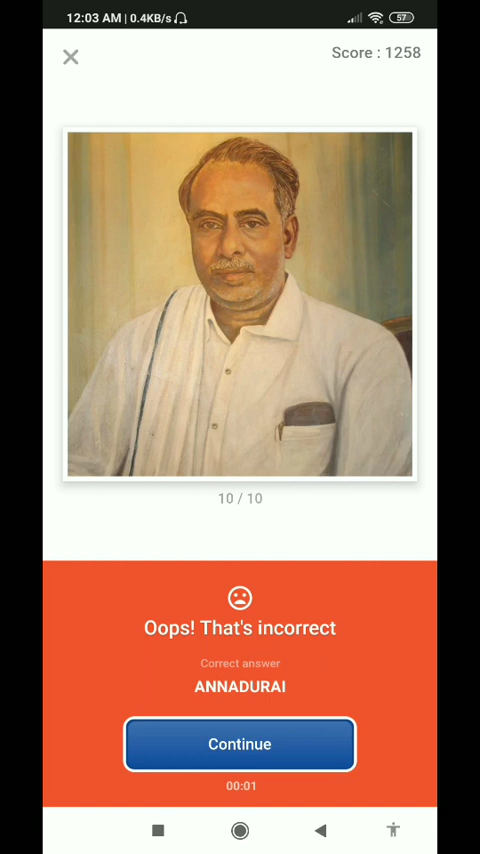 12:03 AM | 0.4KB/s
57
Score : 1258
10 / 10
Oops! That's incorrect
Correct answer
ANNADURAI
Continue
00:01